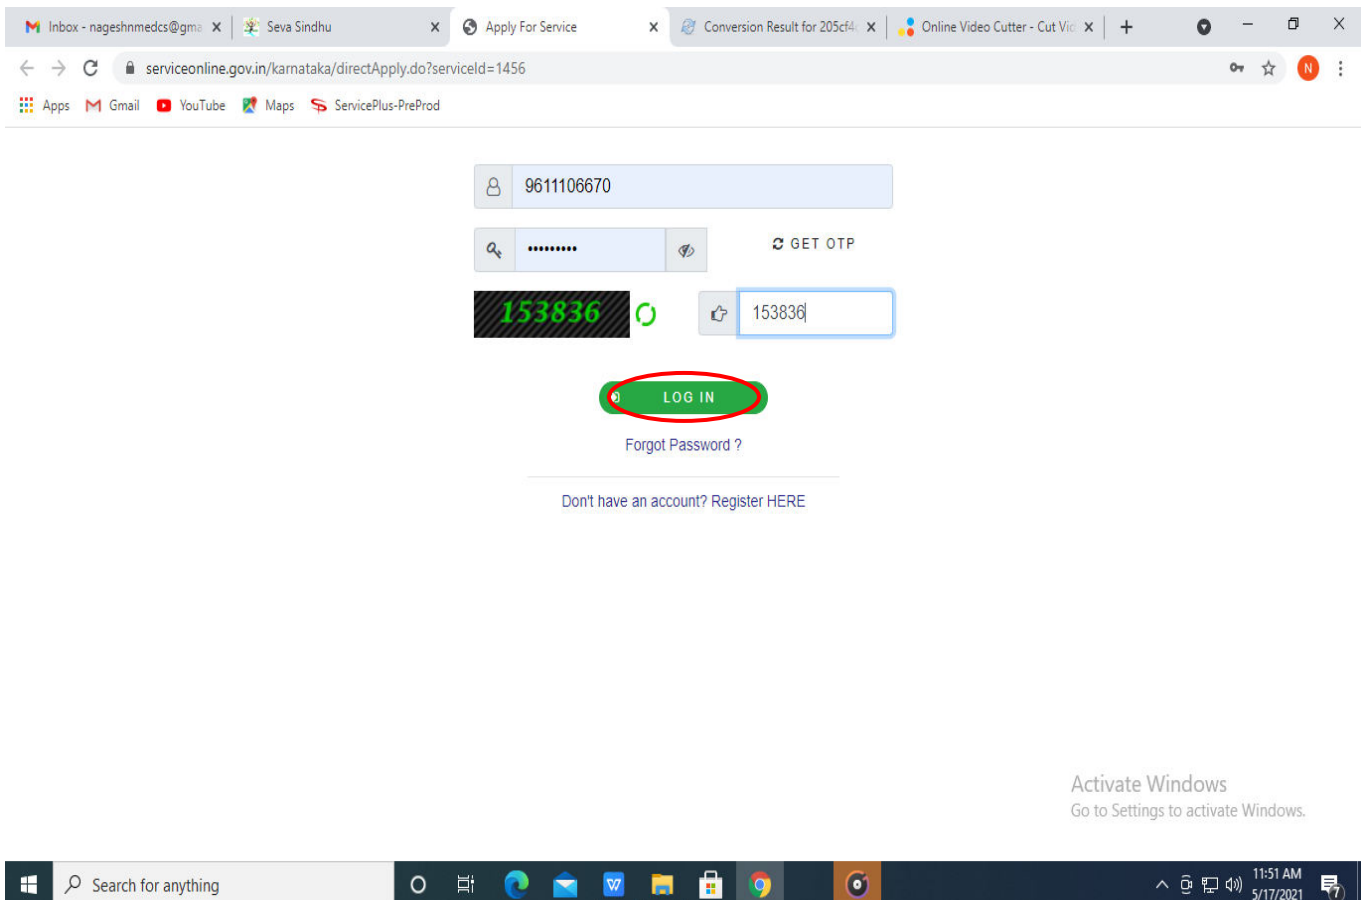 Inbox - nageshnmedcs@gma
Seva Sindhu
Apply For Service
Conversion Result for 205cf4
Online Video Cutter - Cut Vid
serviceonline.gov.in/karnataka/directApply.do?serviceId=1456
N
Apps
Gmail
YouTube
Maps
ServicePlus-PreProd
9611106670
•••••••••
GET OTP
153836
153836
LOG IN
Forgot Password ?
Don't have an account? Register HERE
Activate Windows
Go to Settings to activate Windows.
Search for anything
W
11:51 AM
5/17/2021
7